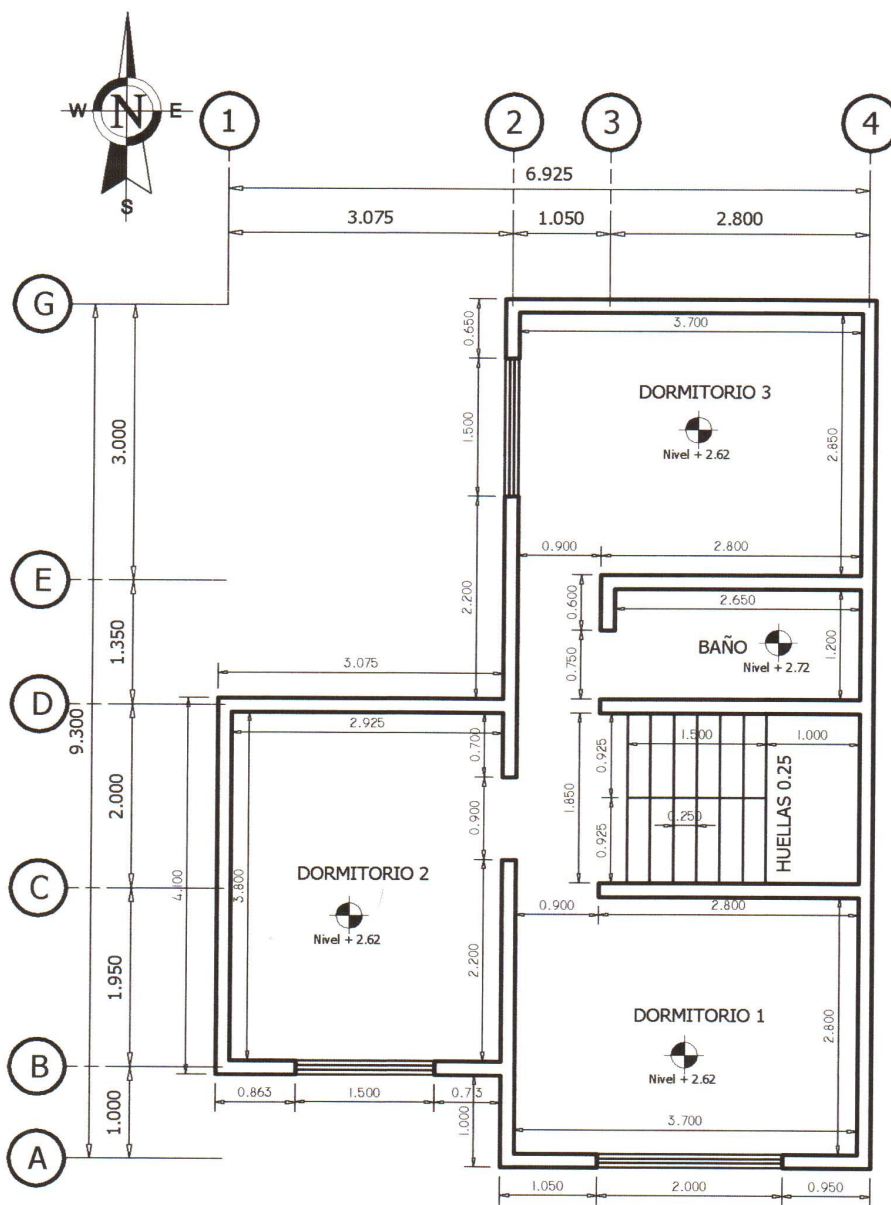 N
W
E
S
1
2
3
4
6.925
3.075
1.050
2.800
G
E
D
C
B
A
9.300
3.000
1.350
2.000
1.950
1.000
0.650
1.500
2.200
3.700
2.850
DORMITORIO 3
Nivel + 2.62
0.900
2.800
0.600
0.750
2.650
BAÑO
Nivel + 2.72
1.200
3.075
2.925
0.700
0.900
2.200
4.100
3.800
DORMITORIO 2
Nivel + 2.62
1.850
0.925
0.925
1.500
1.000
0.250
HUELLAS 0.25
0.900
2.800
DORMITORIO 1
Nivel + 2.62
2.800
3.700
0.863
1.500
0.713
1.000
1.050
2.000
0.950